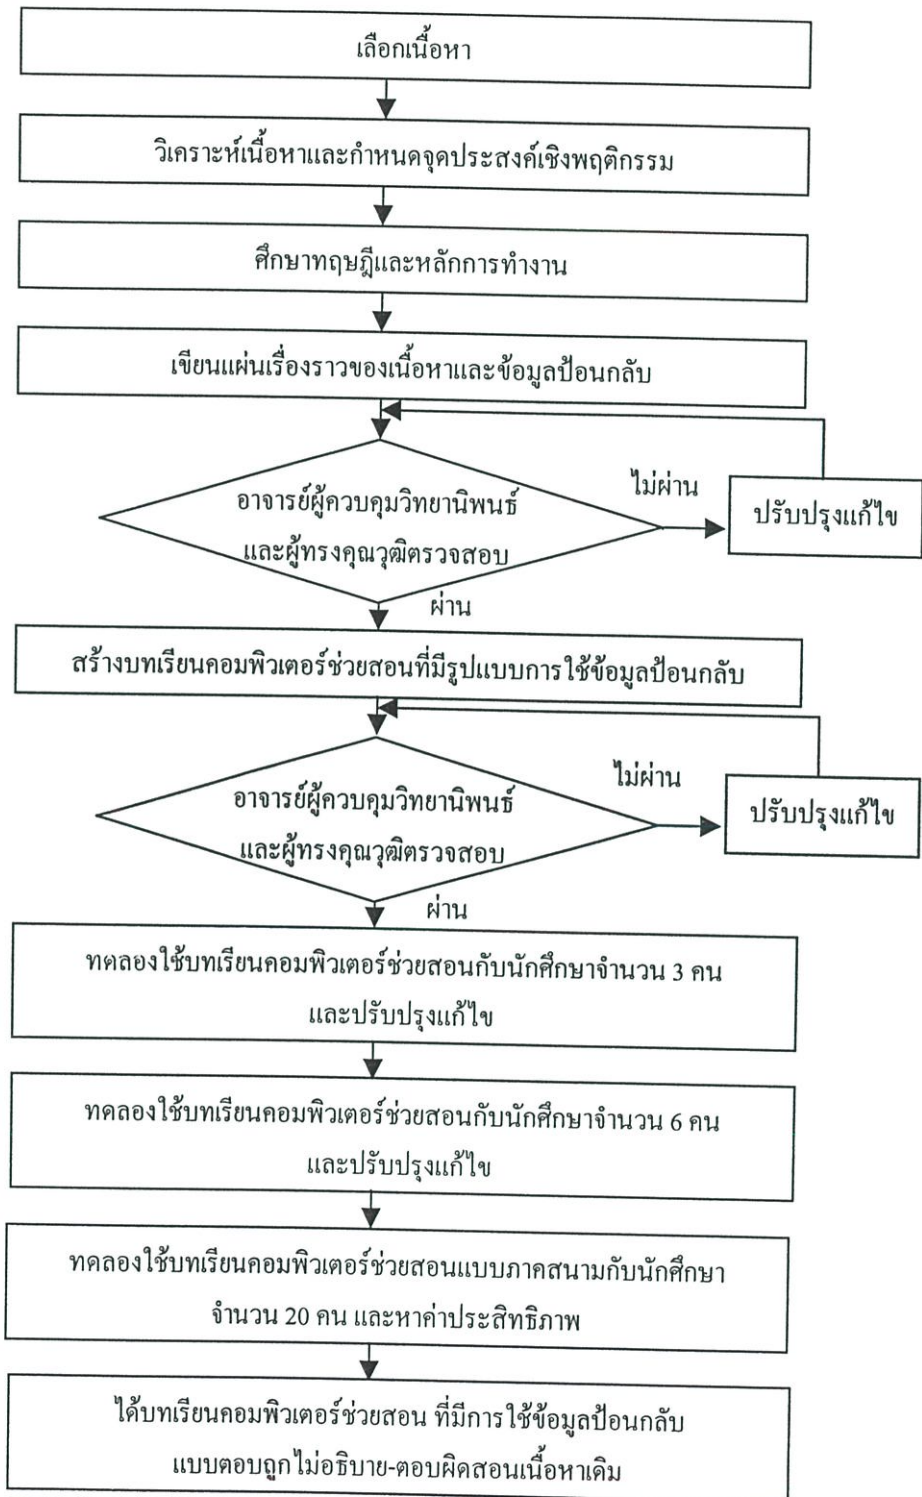 เลือกเนื้อหา
วิเคราะห์เนื้อหาและกำหนดจุดประสงค์เชิงพฤติกรรม
ศึกษาทฤษฎีและหลักการทำงาน
เขียนแผ่นเรื่องราวของเนื้อหาและข้อมูลป้อนกลับ
อาจารย์ผู้ควบคุมวิทยานิพนธ์
และผู้ทรงคุณวุฒิตรวจสอบ
ไม่ผ่าน
ปรับปรุงแก้ไข
ผ่าน
สร้างบทเรียนคอมพิวเตอร์ช่วยสอนที่มีรูปแบบการใช้ข้อมูลป้อนกลับ
อาจารย์ผู้ควบคุมวิทยานิพนธ์
และผู้ทรงคุณวุฒิตรวจสอบ
ไม่ผ่าน
ปรับปรุงแก้ไข
ผ่าน
ทดลองใช้บทเรียนคอมพิวเตอร์ช่วยสอนกับนักศึกษาจำนวน 3 คน
และปรับปรุงแก้ไข
ทดลองใช้บทเรียนคอมพิวเตอร์ช่วยสอนกับนักศึกษาจำนวน 6 คน
และปรับปรุงแก้ไข
ทดลองใช้บทเรียนคอมพิวเตอร์ช่วยสอนแบบภาคสนามกับนักศึกษา
จำนวน 20 คน และหาค่าประสิทธิภาพ
ได้บทเรียนคอมพิวเตอร์ช่วยสอน ที่มีการใช้ข้อมูลป้อนกลับ
แบบตอบถูกไม่อธิบาย-ตอบผิดสอนเนื้อหาเดิม